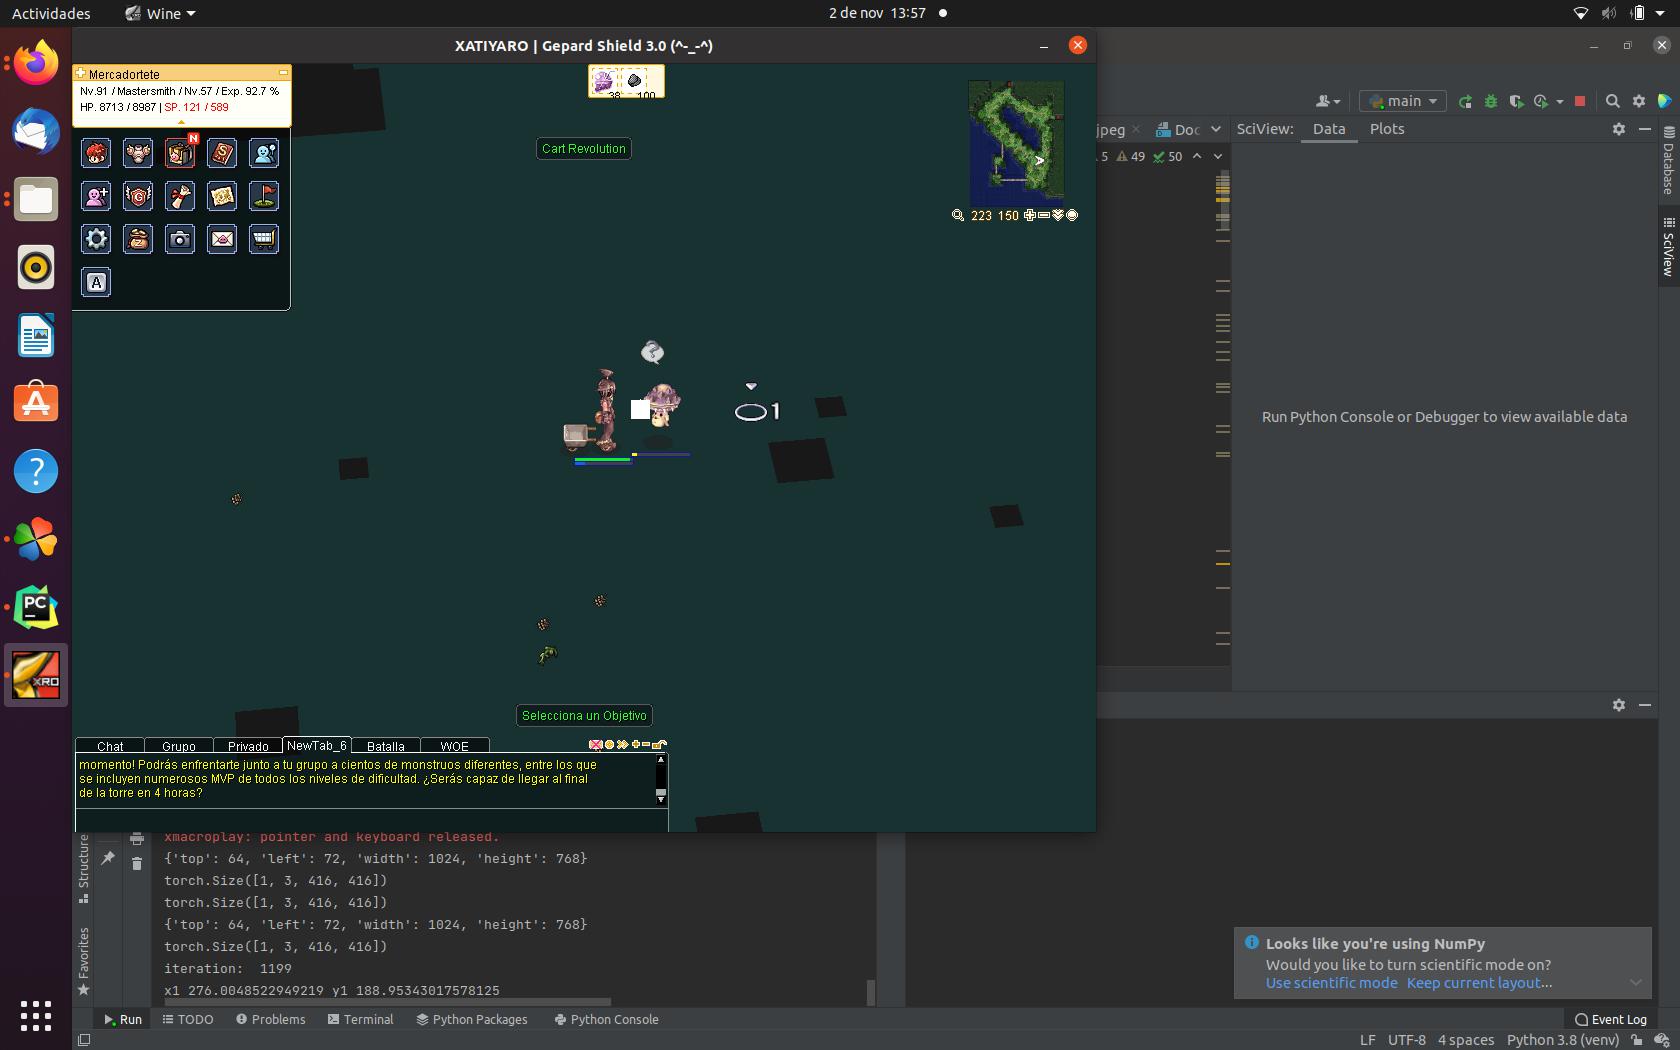 Actividades
Wine
2 de nov 13:57
XATIYARO | Gepard Shield 3.0 (^-_-^)
Mercadortete
Nv.91 / Mastersmith / Nv.57 / Exp. 92.7 %
HP. 8713 / 8987 | SP. 121 / 589
N
38
100
Cart Revolution
223 150
1
Selecciona un Objetivo
Chat
Grupo
Privado
NewTab_6
Batalla
WOE
momento! Podrás enfrentarte junto a tu grupo a cientos de monstruos diferentes, entre los que
se incluyen numerosos MVP de todos los niveles de dificultad. ¿Serás capaz de llegar al final
de la torre en 4 horas?
main
jpeg
Doc
SciView:
Data
Plots
5
49
50
Database
SciView
Run Python Console or Debugger to view available data
PC
XRO
A
Structure
Favorites
xmacroplay: pointer and keyboard released.
{'top': 64, 'left': 72, 'width': 1024, 'height': 768}
torch.Size([1, 3, 416, 416])
torch.Size([1, 3, 416, 416])
{'top': 64, 'left': 72, 'width': 1024, 'height': 768}
torch.Size([1, 3, 416, 416])
iteration:  1199
x1 276.0048522949219 y1 188.95343017578125
Looks like you're using NumPy
Would you like to turn scientific mode on?
Use scientific mode
Keep current layout...
Run
TODO
Problems
Terminal
Python Packages
Python Console
Event Log
LF
UTF-8
4 spaces
Python 3.8 (venv)